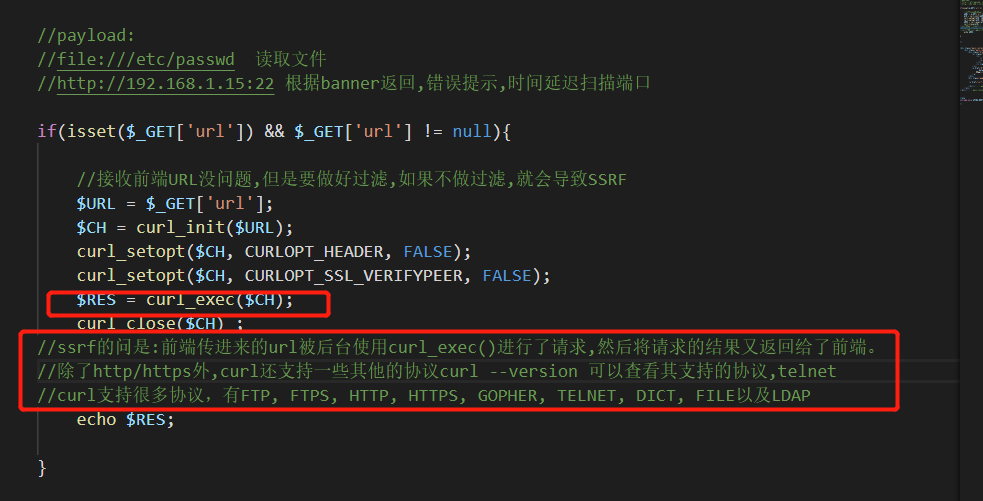 //payload:
//file:///etc/passwd  读取文件
//http://192.168.1.15:22 根据banner返回,错误提示,时间延迟扫描端口
if(isset($_GET['url']) && $_GET['url'] != null){
//接收前端URL没问题,但是要做好过滤,如果不做过滤,就会导致SSRF
$URL = $_GET['url'];
$CH = curl_init($URL);
curl_setopt($CH, CURLOPT_HEADER, FALSE);
curl_setopt($CH, CURLOPT_SSL_VERIFYPEER, FALSE);
$RES = curl_exec($CH);
curl_close($CH) ;
//ssrf的问是:前端传进来的url被后台使用curl_exec()进行了请求,然后将请求的结果又返回给了前端。
//除了http/https外,curl还支持一些其他的协议curl --version 可以查看其支持的协议,telnet
//curl支持很多协议，有FTP, FTPS, HTTP, HTTPS, GOPHER, TELNET, DICT, FILE以及LDAP
echo $RES;
}